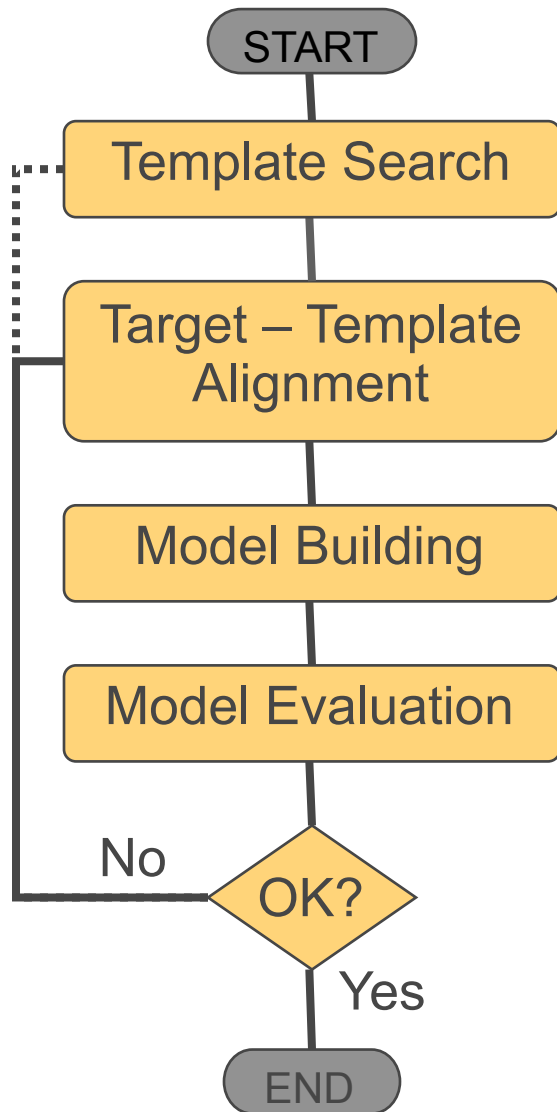 START
Template Search
Target – Template
Alignment
Model Building
Model Evaluation
No
OK?
Yes
END